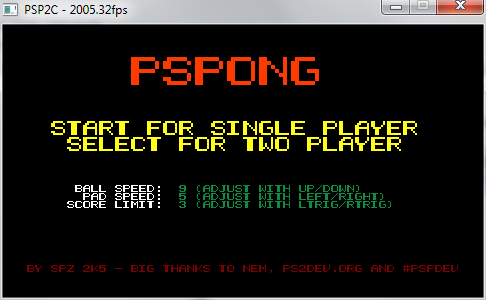 PSP2C - 2005.32fps
PSPONG
START FOR SINGLE PLAYER
SELECT FOR TWO PLAYER
BALL SPEED: 9 (ADJUST WITH UP/DOWN)
PAD SPEED: 5 (ADJUST WITH LEFT/RIGHT)
SCORE LIMIT: 3 (ADJUST WITH LTRIG/RTRIG)
BY SPZ 2K5 - BIG THANKS TO NEM, PS2DEV.ORG AND #PSPDEV